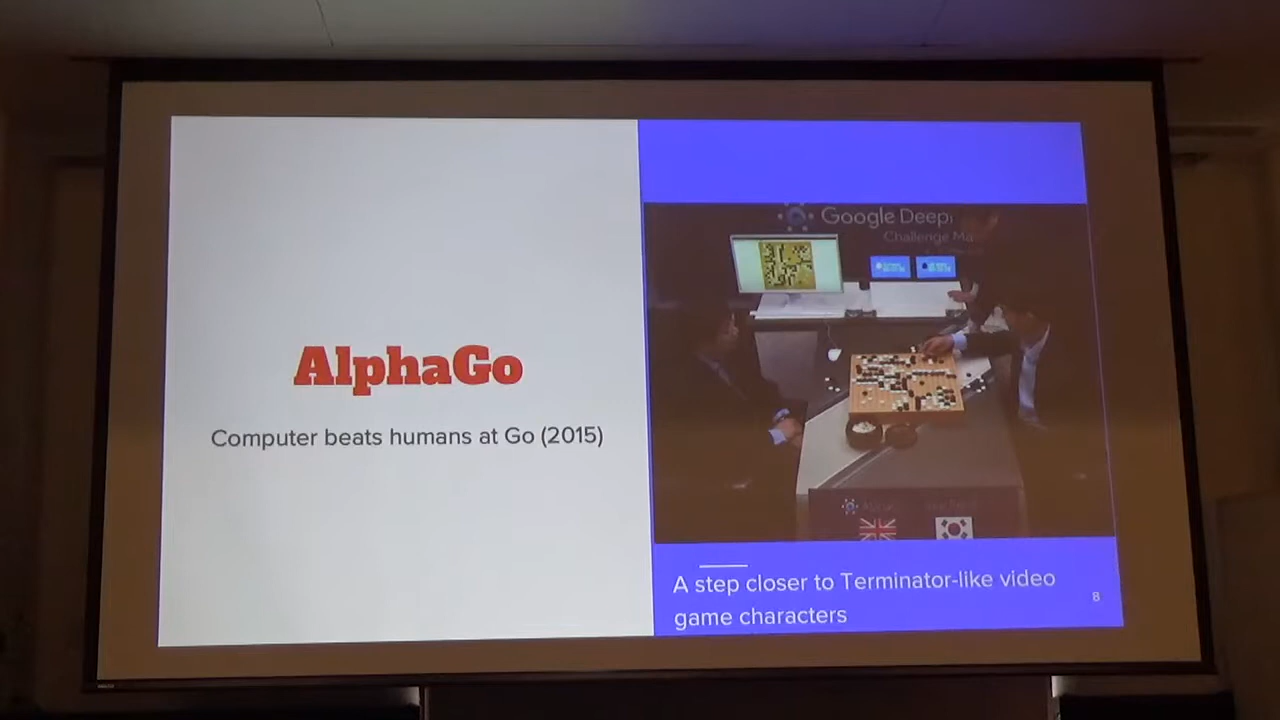 AlphaGo
Computer beats humans at Go (2015)
Google Deep
Challenge Ma
A step closer to Terminator-like video
game characters
8